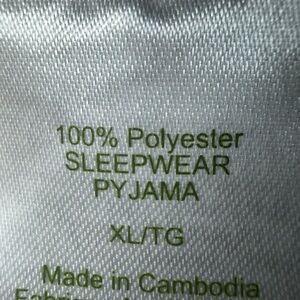 100% Polyester
SLEEPWEAR
PYJAMA
XL/TG
Made in Cambodia